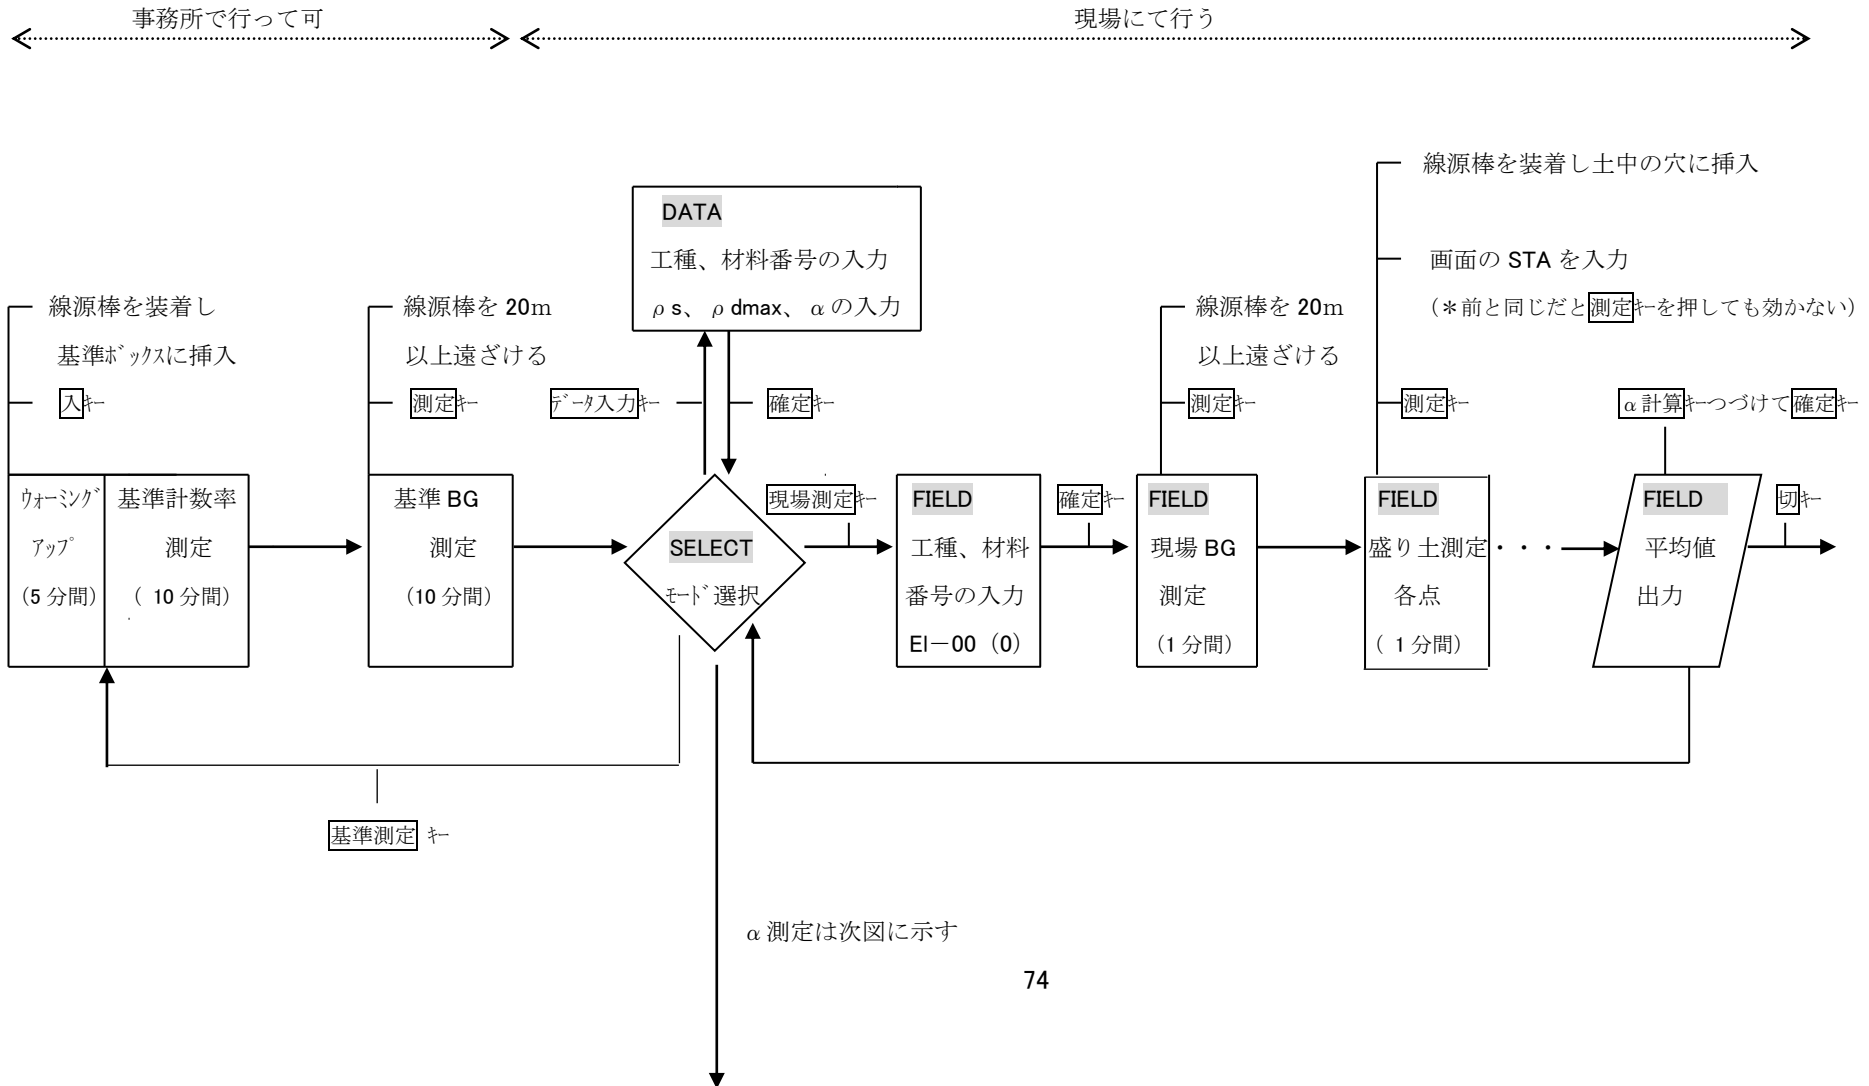 事務所で行って可
現場にて行う
線源棒を装着し
基準ﾎﾞｯｸｽに挿入
入ｷｰ
ｳｫｰﾐﾝｸﾞ
ｱｯﾌﾟ
(5 分間)
基準計数率
測定
( 10 分間)
線源棒を 20m
以上遠ざける
測定ｷｰ
基準 BG
測定
(10 分間)
DATA
工種、材料番号の入力
ρ s、 ρ dmax、 α の入力
ﾃﾞｰﾀ入力ｷｰ
確定ｷｰ
SELECT
ﾓｰﾄﾞ選択
現場測定ｷｰ
FIELD
工種、材料
番号の入力
EI－00（0）
確定ｷｰ
線源棒を 20m
以上遠ざける
測定ｷｰ
FIELD
現場 BG
測定
(1 分間)
線源棒を装着し土中の穴に挿入
画面の STA を入力
(＊前と同じだと測定ｷｰを押しても効かない)
測定ｷｰ
FIELD
盛り土測定
各点
( 1 分間)
・・・
α計算ｷｰつづけて確定ｷｰ
FIELD
平均値
出力
切ｷｰ
基準測定 ｷｰ
α 測定は次図に示す
74